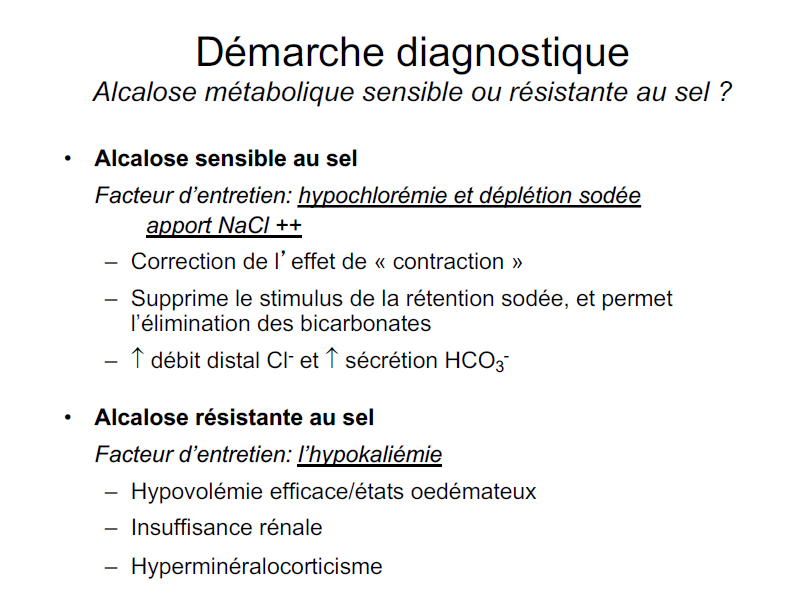 Démarche diagnostique
Alcalose métabolique sensible ou résistante au sel ?
• Alcalose sensible au sel
Facteur d’entretien: hypochlorémie et déplétion sodée
apport NaCl ++
– Correction de l’effet de « contraction »
– Supprime le stimulus de la rétention sodée, et permet
l’élimination des bicarbonates
– ↑ débit distal Cl⁻ et ↑ sécrétion HCO₃⁻
• Alcalose résistante au sel
Facteur d’entretien: l’hypokaliémie
– Hypovolémie efficace/états oedémateux
– Insuffisance rénale
– Hyperminéralocorticisme